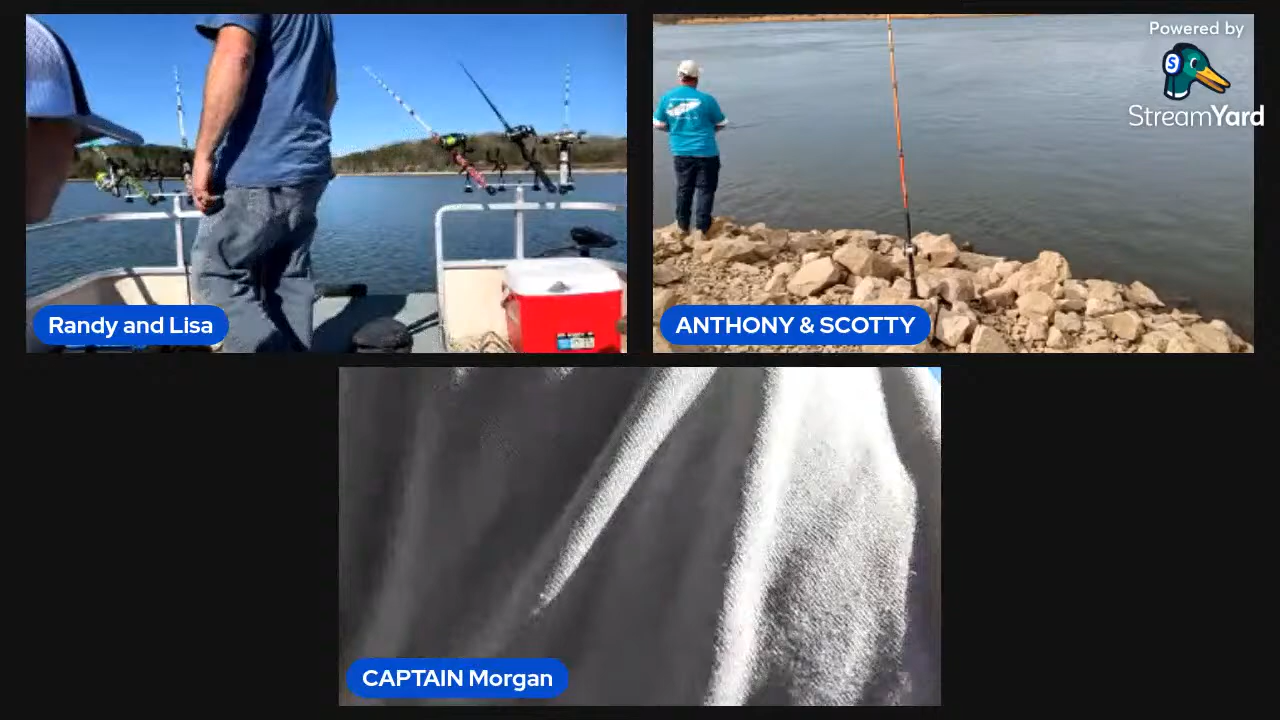 Powered by
S
StreamYard
Randy and Lisa
ANTHONY & SCOTTY
CAPTAIN Morgan